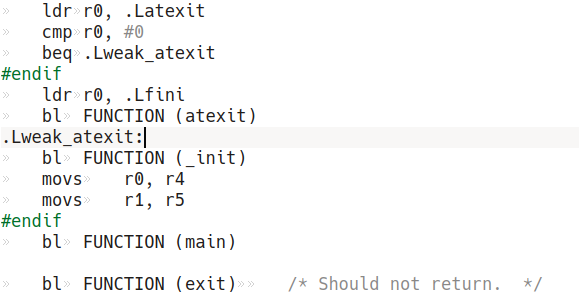 » ldr» r0, .Latexit
» cmp» r0, #0
» beq» .Lweak_atexit
#endif
» ldr» r0, .Lfini
» bl» FUNCTION (atexit)
.Lweak_atexit:
» bl» FUNCTION (_init)
» movs» r0, r4
» movs» r1, r5
#endif
» bl» FUNCTION (main)
» bl» FUNCTION (exit)» » /* Should not return.  */